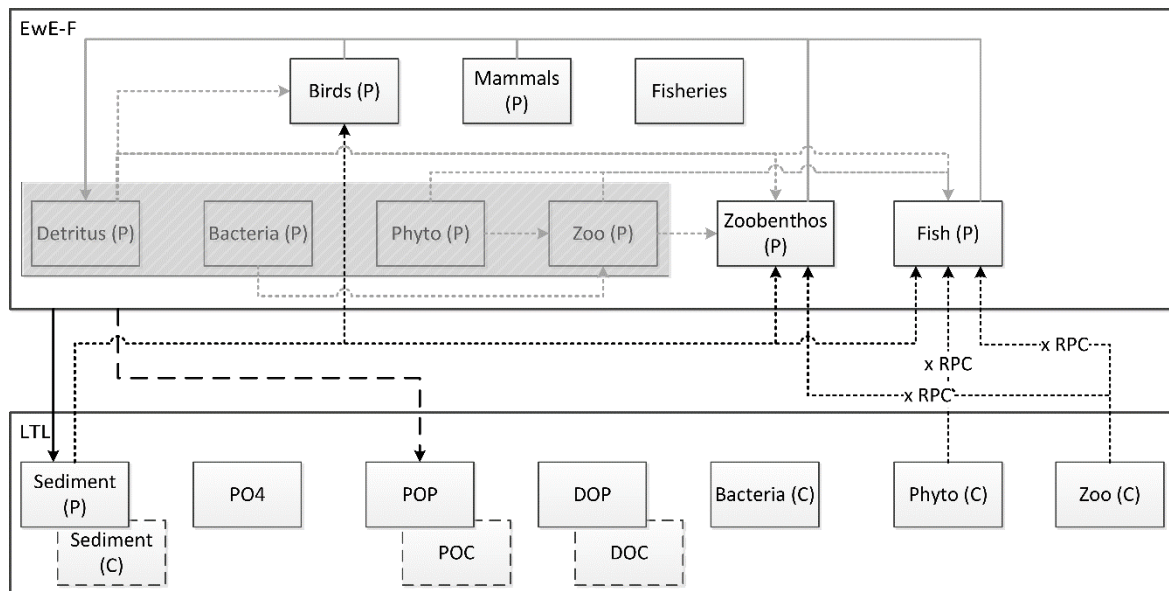 EwE-F
Birds (P)
Mammals
(P)
Fisheries
Detritus (P)
Bacteria (P)
Phyto (P)
Zoo (P)
Zoobenthos
(P)
Fish (P)
x RPC
x RPC
x RPC
LTL
Sediment
(P)
PO4
POP
DOP
Bacteria (C)
Phyto (C)
Zoo (C)
Sediment
(C)
POC
DOC